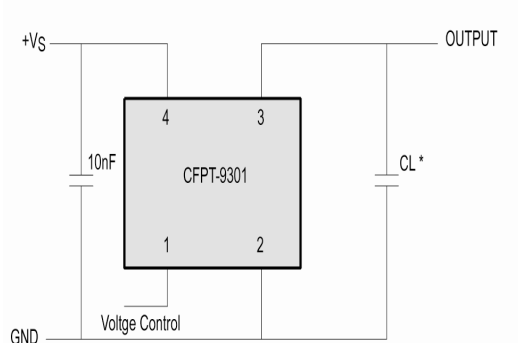 +VS
OUTPUT
4 3
10nF
CFPT-9301
CL *
1 2
Voltge Control
GND